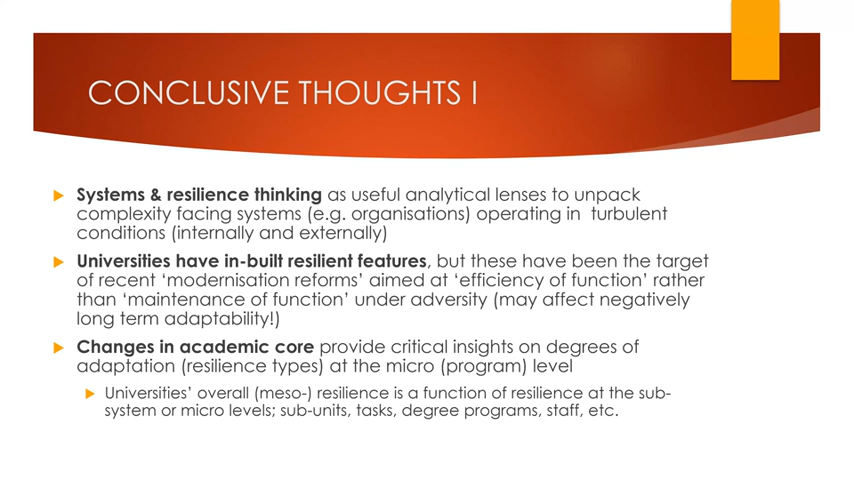 CONCLUSIVE THOUGHTS I
Systems & resilience thinking as useful analytical lenses to unpack
complexity facing systems (e.g. organisations) operating in turbulent
conditions (internally and externally)
Universities have in-built resilient features, but these have been the target
of recent ‘modernisation reforms’ aimed at ‘efficiency of function’ rather
than ‘maintenance of function’ under adversity (may affect negatively
long term adaptability!)
Changes in academic core provide critical insights on degrees of
adaptation (resilience types) at the micro (program) level
Universities’ overall (meso-) resilience is a function of resilience at the sub-
system or micro levels; sub-units, tasks, degree programs, staff, etc.